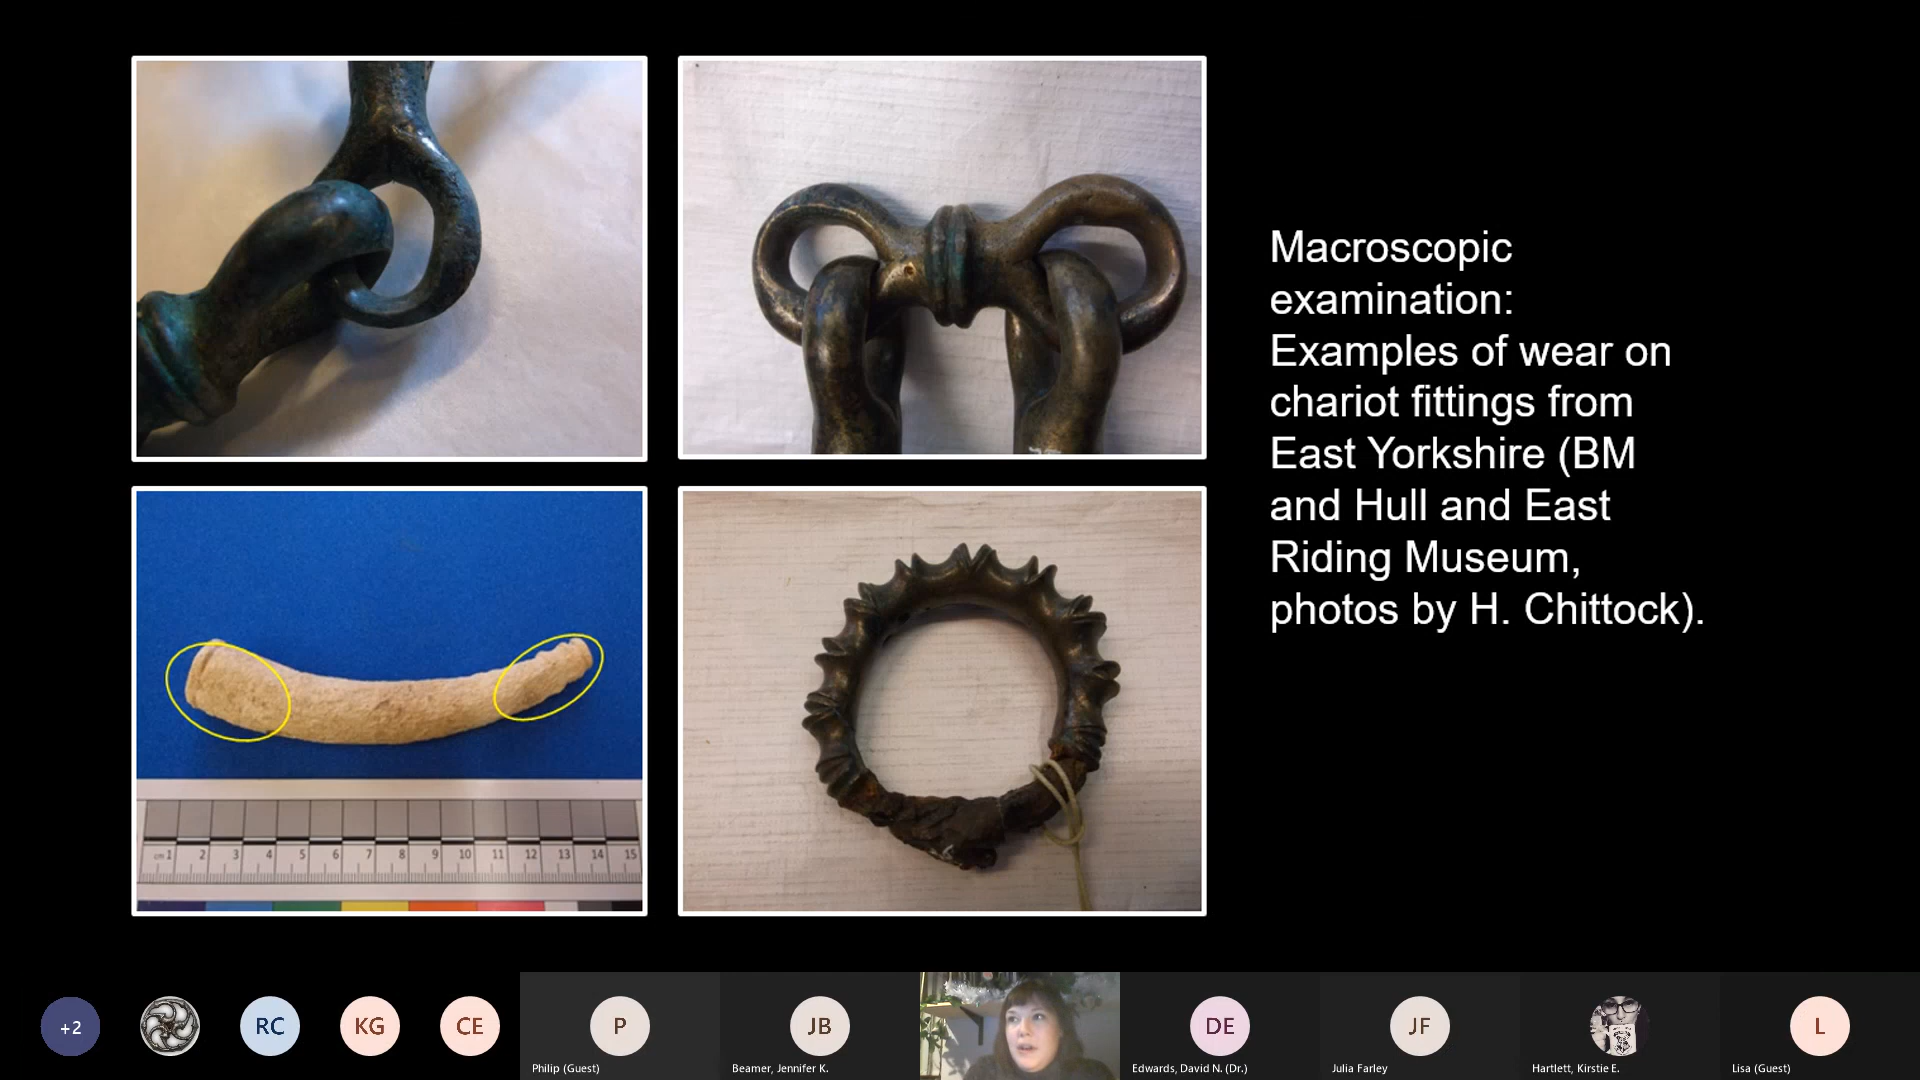 Macroscopic
examination:
Examples of wear on
chariot fittings from
East Yorkshire (BM
and Hull and East
Riding Museum,
photos by H. Chittock).
cm 1 2 3 4 5 6 7 8 9 10 11 12 13 14 15
+2
RC
KG
CE
P
JB
DE
JF
L
Philip (Guest)
Beamer, Jennifer K.
Edwards, David N. (Dr.)
Julia Farley
Hartlett, Kirstie E.
Lisa (Guest)